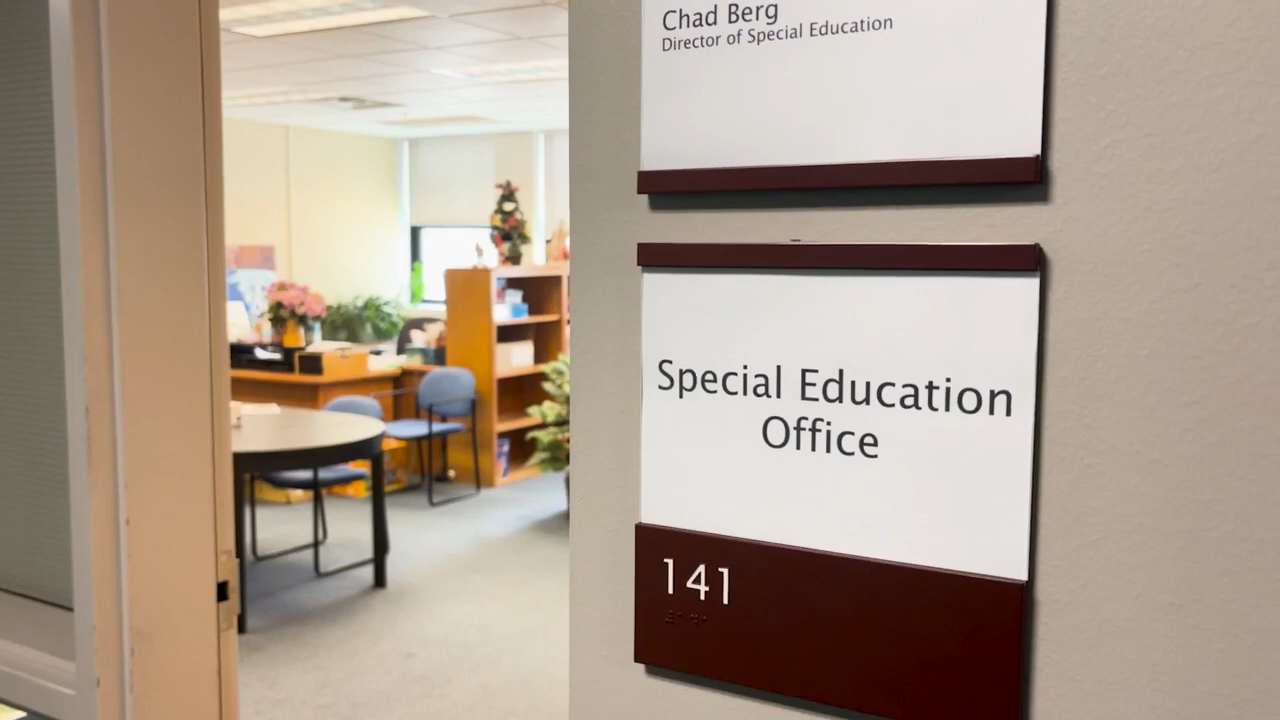 Chad Berg
Director of Special Education
Special Education
Office
141